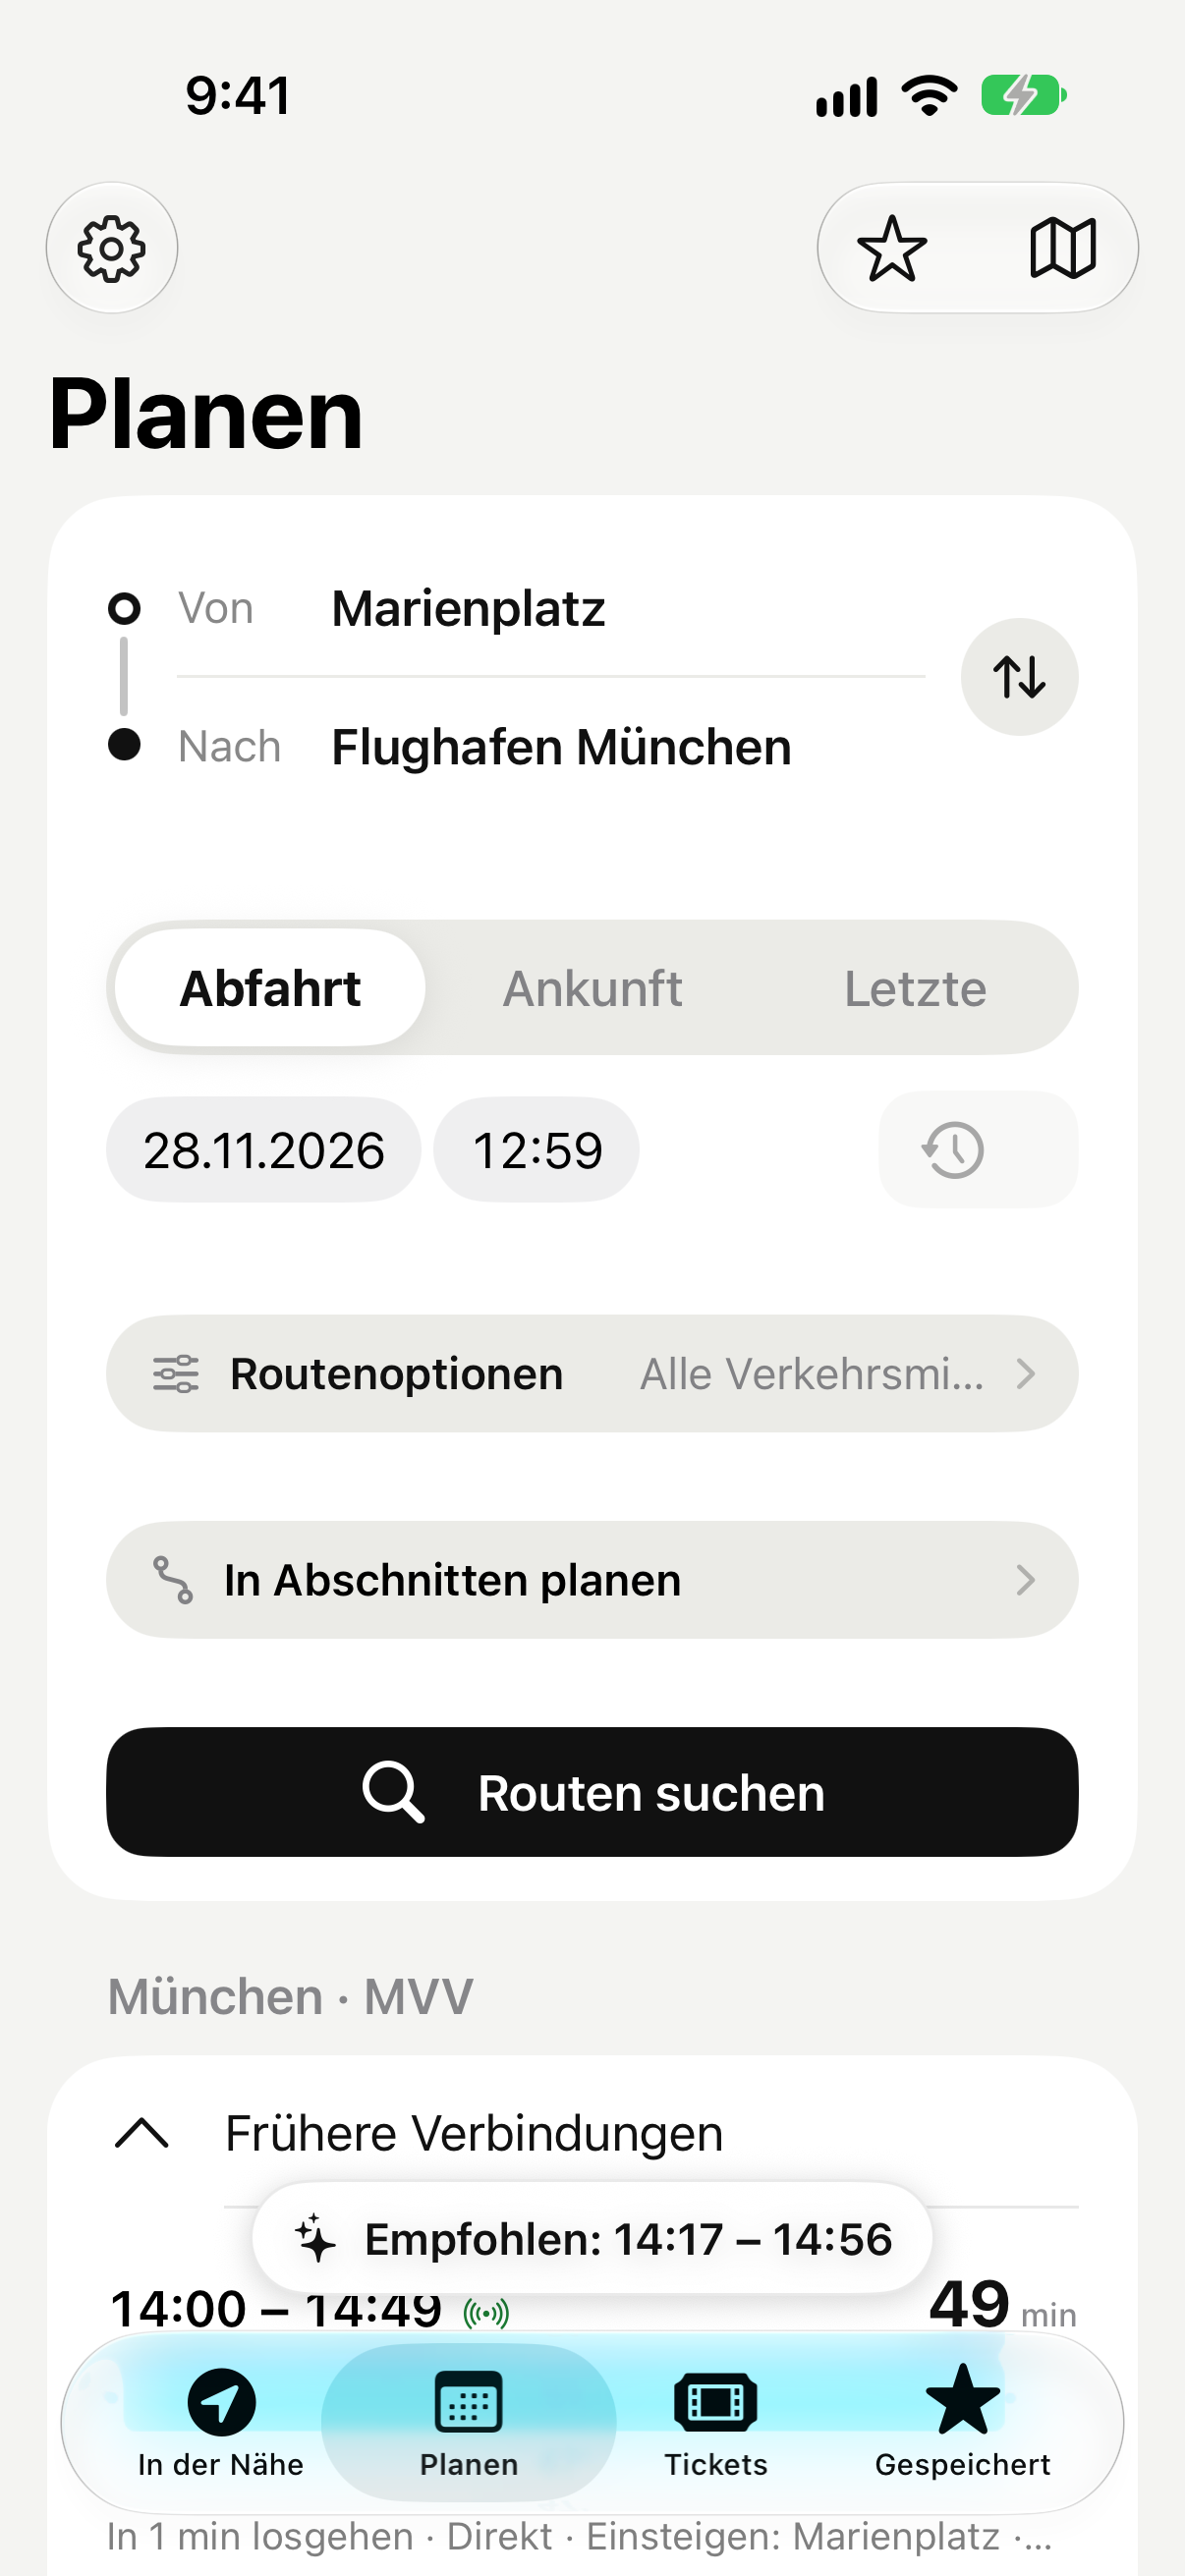 9:41
Planen
Von Marienplatz
Nach Flughafen München
Abfahrt Ankunft Letzte
28.11.2026 12:59
Routenoptionen Alle Verkehrsmi...
In Abschnitten planen
Routen suchen
München · MVV
Frühere Verbindungen
Empfohlen: 14:17 – 14:56
14:00 – 14:49 49 min
In der Nähe Planen Tickets Gespeichert
In 1 min losgehen · Direkt · Einsteigen: Marienplatz ·...